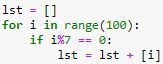 lst = []
for i in range(100):
    if i%7 == 0:
        lst = lst + [i]